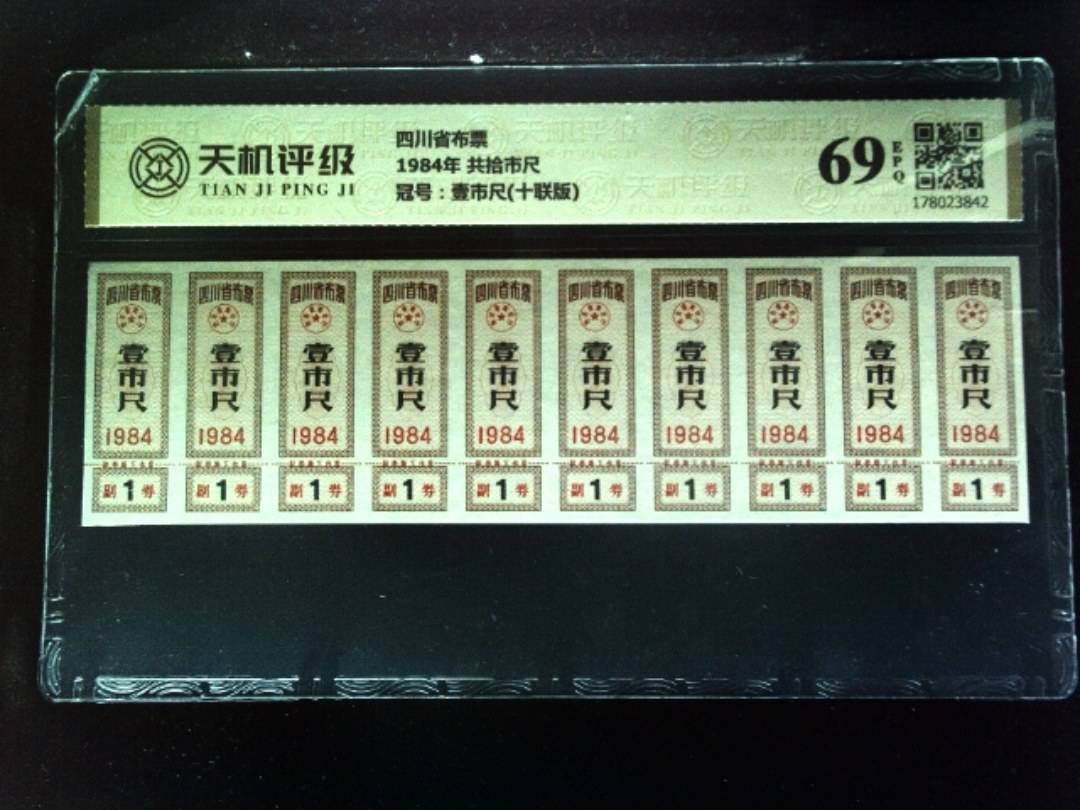 天机评级
TIAN JI PING JI
四川省布票
1984年 共拾市尺
冠号：壹市尺(十联版)
69
EPQ
178023842
四川省布票 四川省布票 四川省布票 四川省布票 四川省布票 四川省布票 四川省布票 四川省布票 四川省布票 四川省布票
壹市尺 壹市尺 壹市尺 壹市尺 壹市尺 壹市尺 壹市尺 壹市尺 壹市尺 壹市尺
1984 1984 1984 1984 1984 1984 1984 1984 1984 1984
副1券 副1券 副1券 副1券 副1券 副1券 副1券 副1券 副1券 副1券